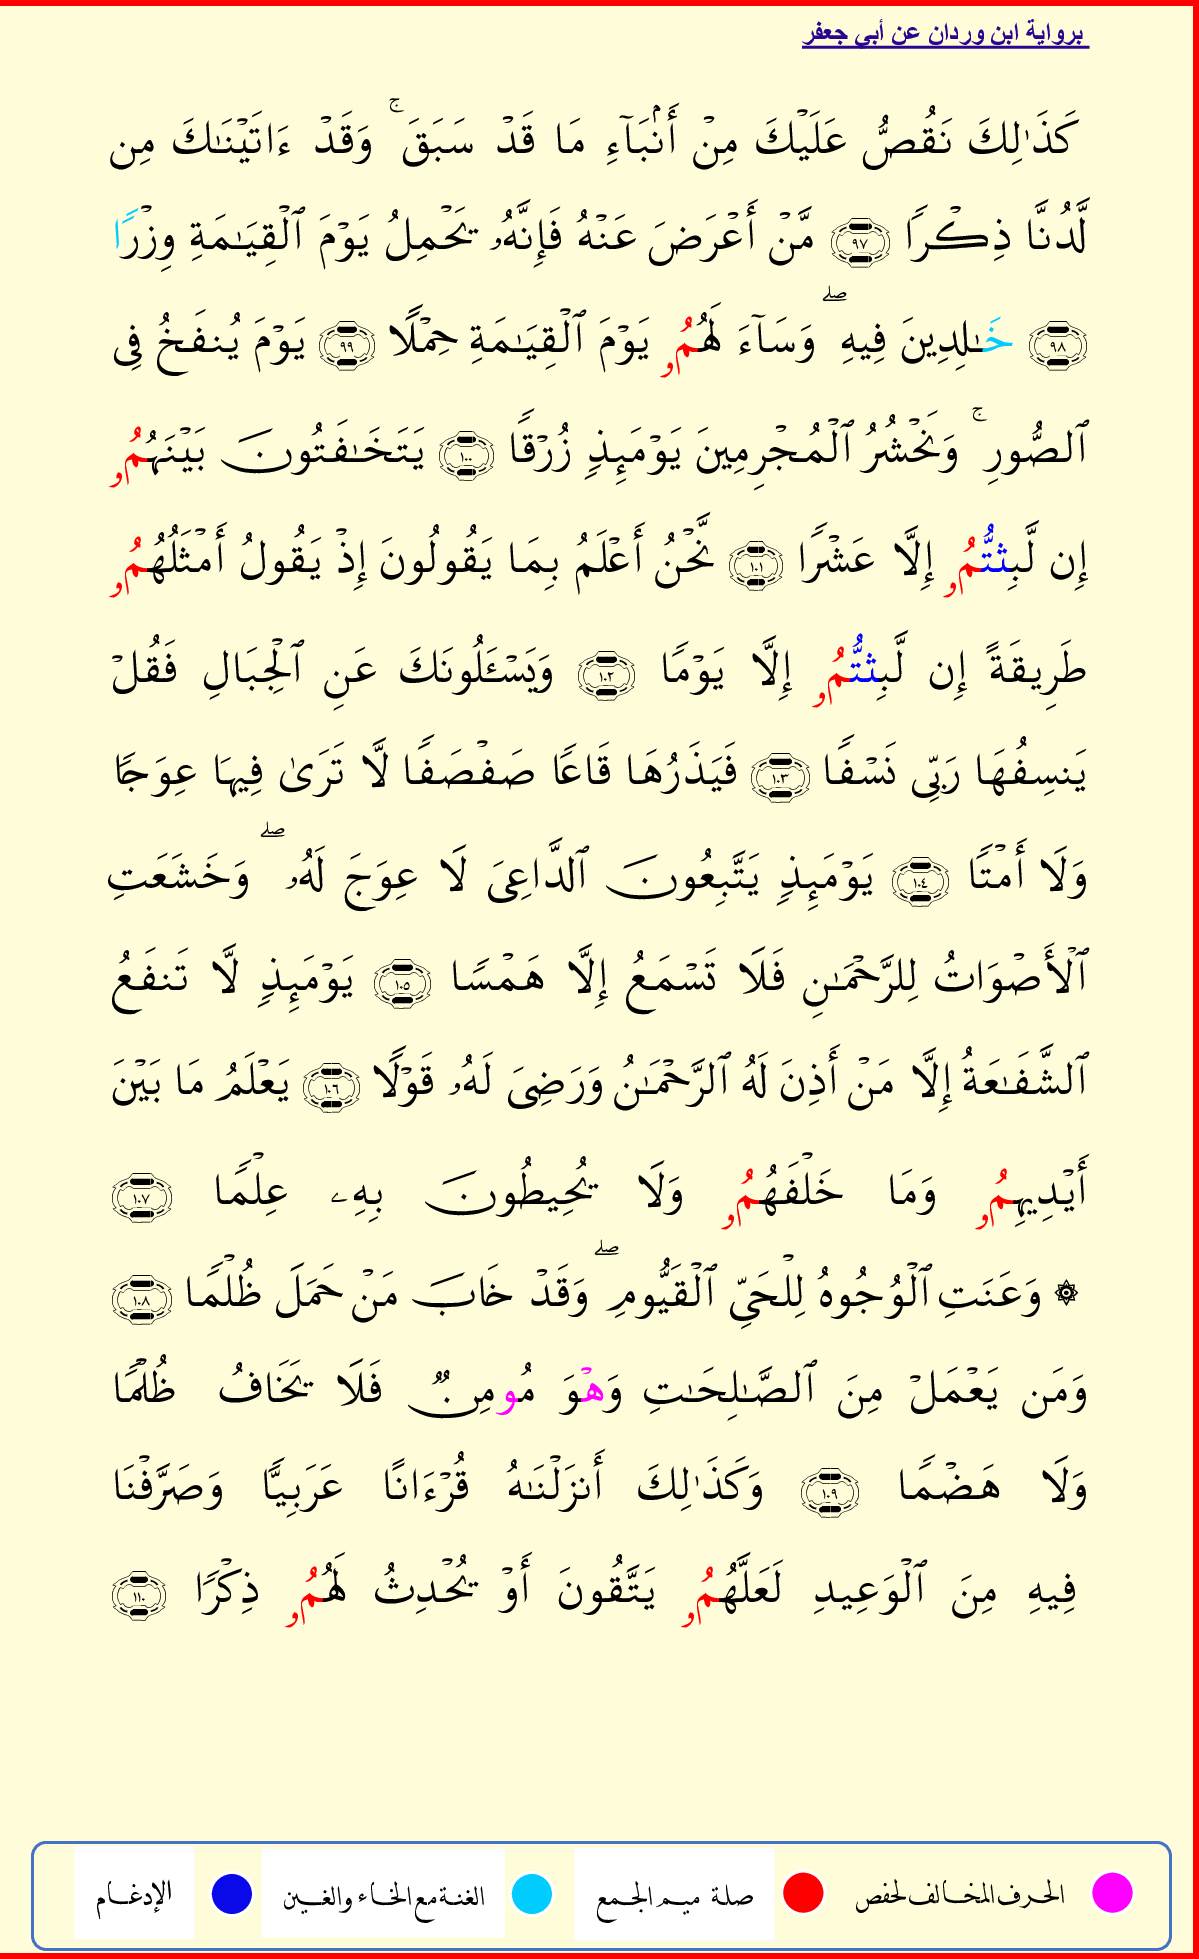 برواية ابن وردان عن أبي جعفر
كَذَٰلِكَ نَقُصُّ عَلَيۡكَ مِنۡ أَنۢبَآءِ مَا قَدۡ سَبَقَۚ وَقَدۡ ءَاتَيۡنَٰكَ مِن
لَّدُنَّا ذِكۡرٗا ٩٧ مَّنۡ أَعۡرَضَ عَنۡهُ فَإِنَّهُۥ يَحۡمِلُ يَوۡمَ ٱلۡقِيَٰمَةِ وِزۡرًا
٩٨ خَٰلِدِينَ فِيهِۖ وَسَآءَ لَهُمُۥ يَوۡمَ ٱلۡقِيَٰمَةِ حِمۡلٗا ٩٩ يَوۡمَ يُنفَخُ فِي
ٱلصُّورِۚ وَنَحۡشُرُ ٱلۡمُجۡرِمِينَ يَوۡمَئِذٖ زُرۡقٗا ١٠٠ يَتَخَٰفَتُونَ بَيۡنَهُمُۥ
إِن لَّبِثتُّمُۥ إِلَّا عَشۡرٗا ١٠١ نَّحۡنُ أَعۡلَمُ بِمَا يَقُولُونَ إِذۡ يَقُولُ أَمۡثَلُهُمُۥ
طَرِيقَةً إِن لَّبِثتُّمُۥ إِلَّا يَوۡمٗا ١٠٢ وَيَسۡـَٔلُونَكَ عَنِ ٱلۡجِبَالِ فَقُلۡ
يَنسِفُهَا رَبِّي نَسۡفٗا ١٠٣ فَيَذَرُهَا قَاعٗا صَفۡصَفٗا لَّا تَرَىٰ فِيهَا عِوَجٗا
وَلَآ أَمۡتٗا ١٠٤ يَوۡمَئِذٖ يَتَّبِعُونَ ٱلدَّاعِيَ لَا عِوَجَ لَهُۥۖ وَخَشَعَتِ
ٱلۡأَصۡوَاتُ لِلرَّحۡمَٰنِ فَلَا تَسۡمَعُ إِلَّا هَمۡسٗا ١٠٥ يَوۡمَئِذٖ لَّا تَنفَعُ
ٱلشَّفَٰعَةُ إِلَّا مَنۡ أَذِنَ لَهُ ٱلرَّحۡمَٰنُ وَرَضِيَ لَهُۥ قَوۡلٗا ١٠٦ يَعۡلَمُ مَا بَيۡنَ
أَيۡدِيهِمُۥ وَمَا خَلۡفَهُمُۥ وَلَا يُحِيطُونَ بِهِۦ عِلۡمٗا ١٠٧
۞ وَعَنَتِ ٱلۡوُجُوهُ لِلۡحَيِّ ٱلۡقَيُّومِۖ وَقَدۡ خَابَ مَنۡ حَمَلَ ظُلۡمٗا ١٠٨
وَمَن يَعۡمَلۡ مِنَ ٱلصَّٰلِحَٰتِ وَهۡوَ مُومِنٞ فَلَا يَخَافُ ظُلۡمٗا
وَلَا هَضۡمٗا ١٠٩ وَكَذَٰلِكَ أَنزَلۡنَٰهُ قُرۡءَانًا عَرَبِيّٗا وَصَرَّفۡنَا
فِيهِ مِنَ ٱلۡوَعِيدِ لَعَلَّهُمُۥ يَتَّقُونَ أَوۡ يُحۡدِثُ لَهُمُۥ ذِكۡرٗا ١١٠
الحرف المخالف لحفص صلة ميم الجمع الغنة مع الخاء والغين الإدغام